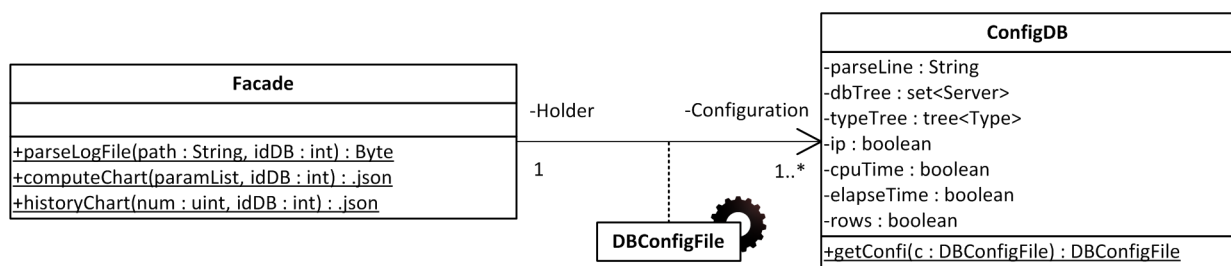 Facade
+parseLogFile(path : String, idDB : int) : Byte
+computeChart(paramList, idDB : int) : .json
+historyChart(num : uint, idDB : int) : .json
-Holder
1
-Configuration
1..*
DBConfigFile
ConfigDB
-parseLine : String
-dbTree : set<Server>
-typeTree : tree<Type>
-ip : boolean
-cpuTime : boolean
-elapseTime : boolean
-rows : boolean
+getConfi(c : DBConfigFile) : DBConfigFile